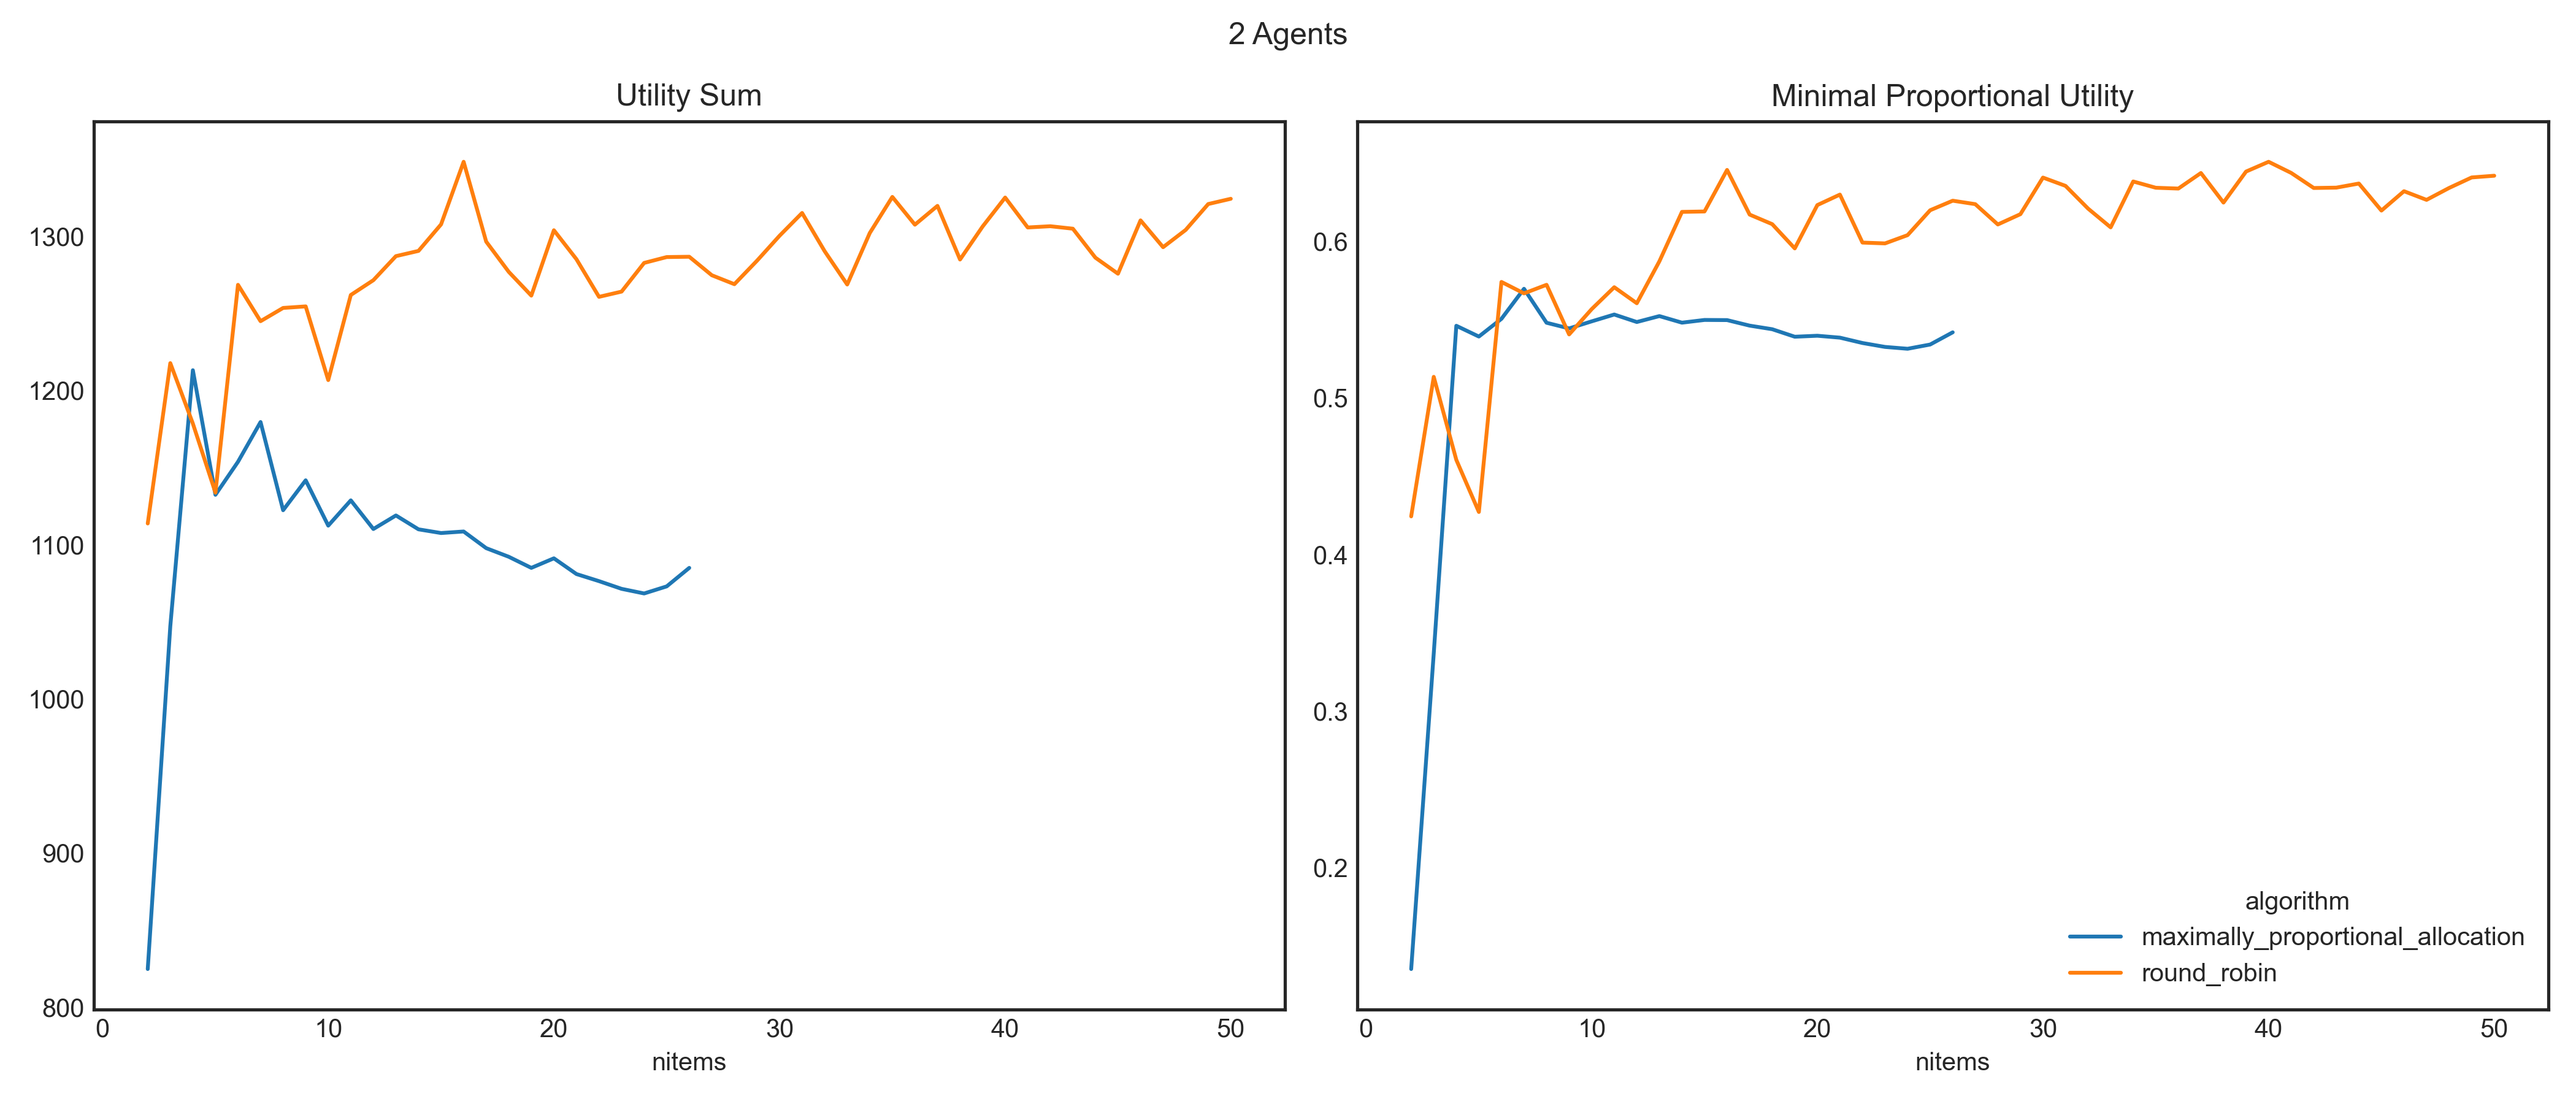 2 Agents
Utility Sum
1300
1200
1100
1000
900
800
0 10 20 30 40 50
nitems
Minimal Proportional Utility
0.6
0.5
0.4
0.3
0.2
algorithm
maximally_proportional_allocation
round_robin
0 10 20 30 40 50
nitems